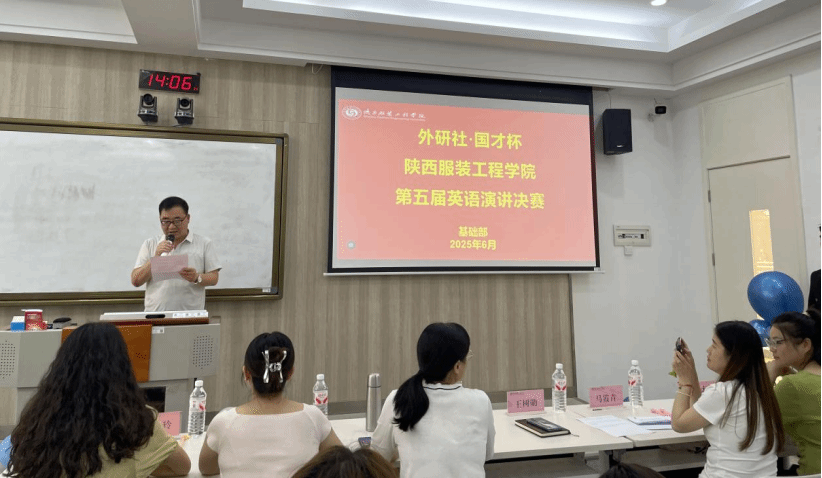 14:06
外研社·国才杯
陕西服装工程学院
第五届英语演讲决赛
基础部
2025年6月